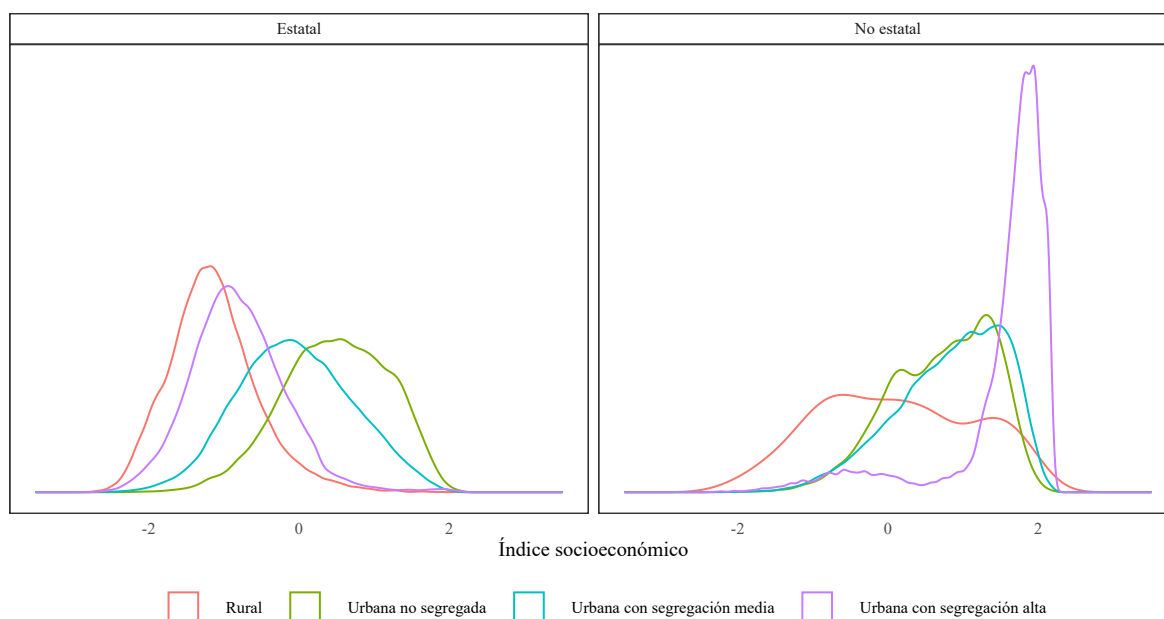 Estatal
No estatal
-2 0 2
-2 0 2
Índice socioeconómico
Rural Urbana no segregada Urbana con segregación media Urbana con segregación alta